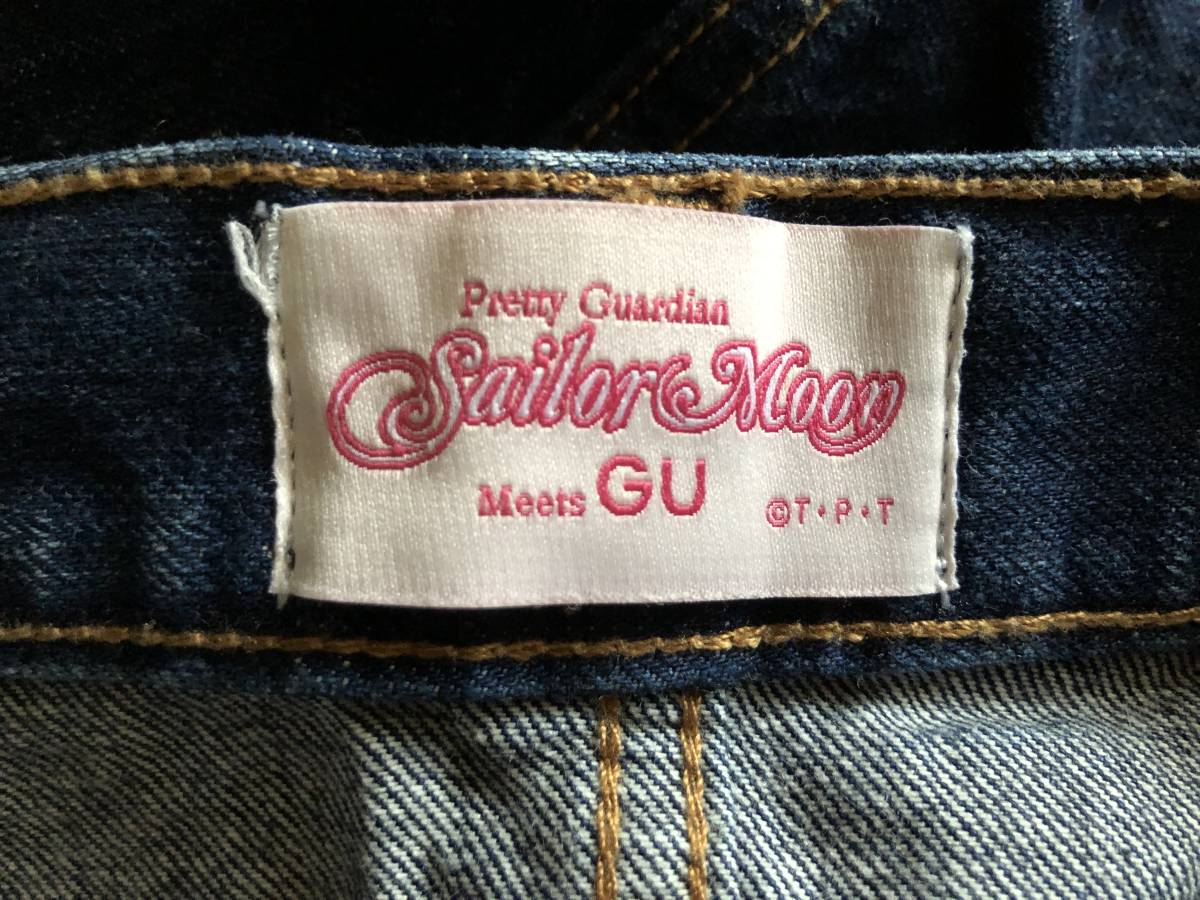 Pretty Guardian
Sailor Moon
Meets GU ©T・P・T